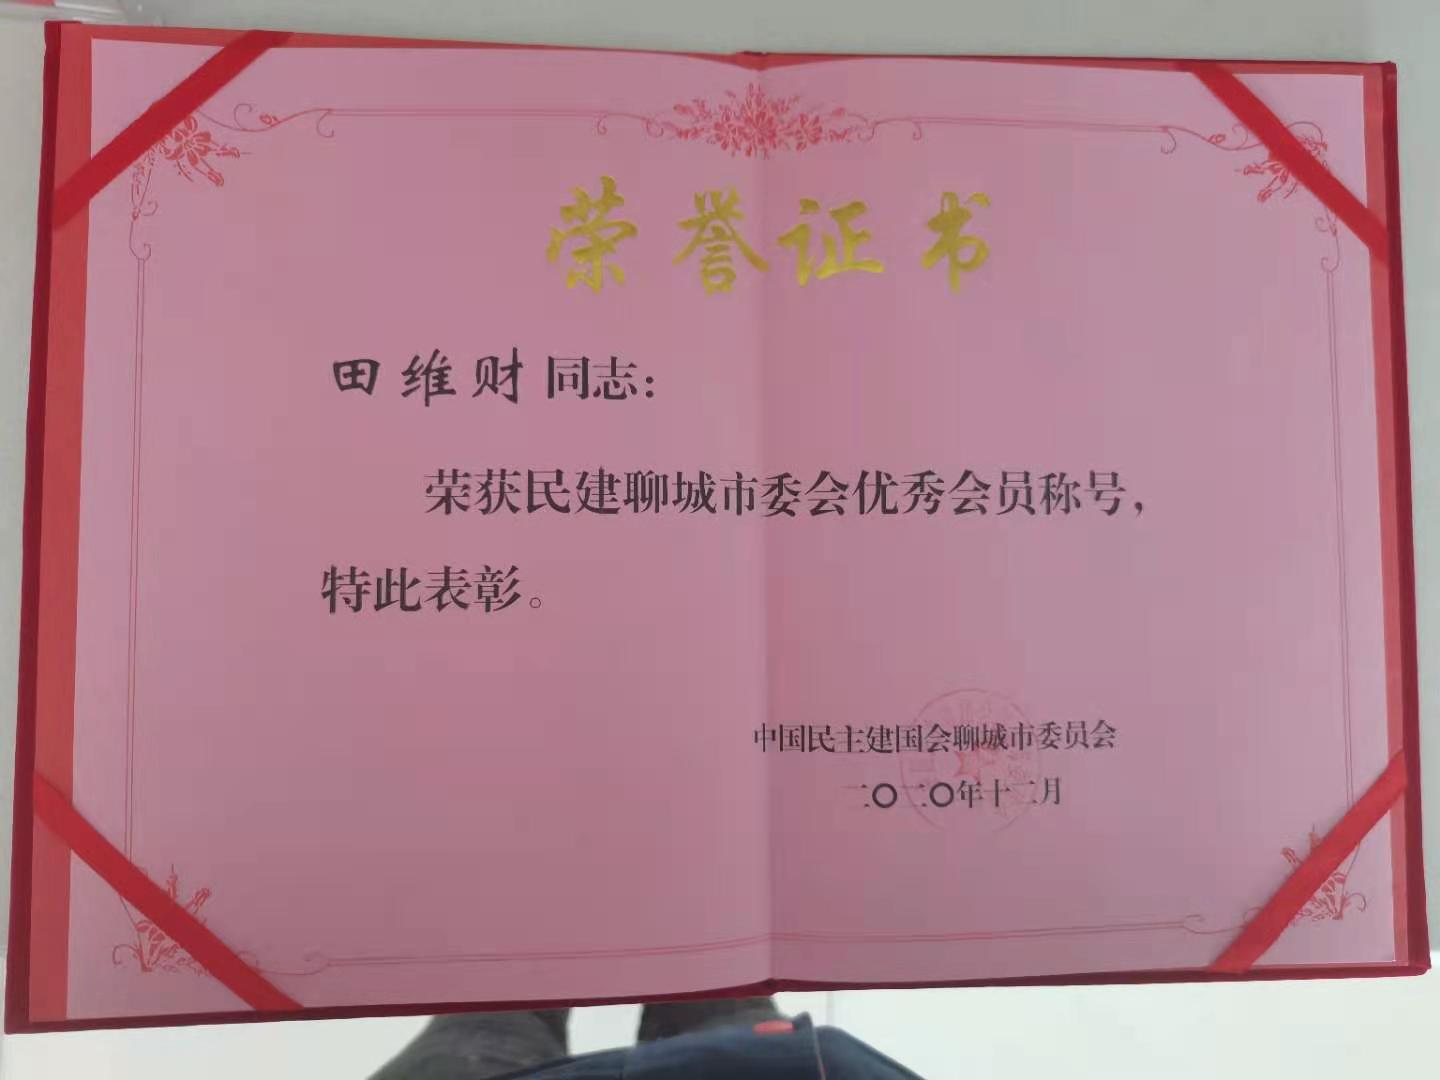 荣誉证书
田维财同志：
荣获民建聊城市委会优秀会员称号，
特此表彰。
中国民主建国会聊城市委员会
二〇二〇年十二月